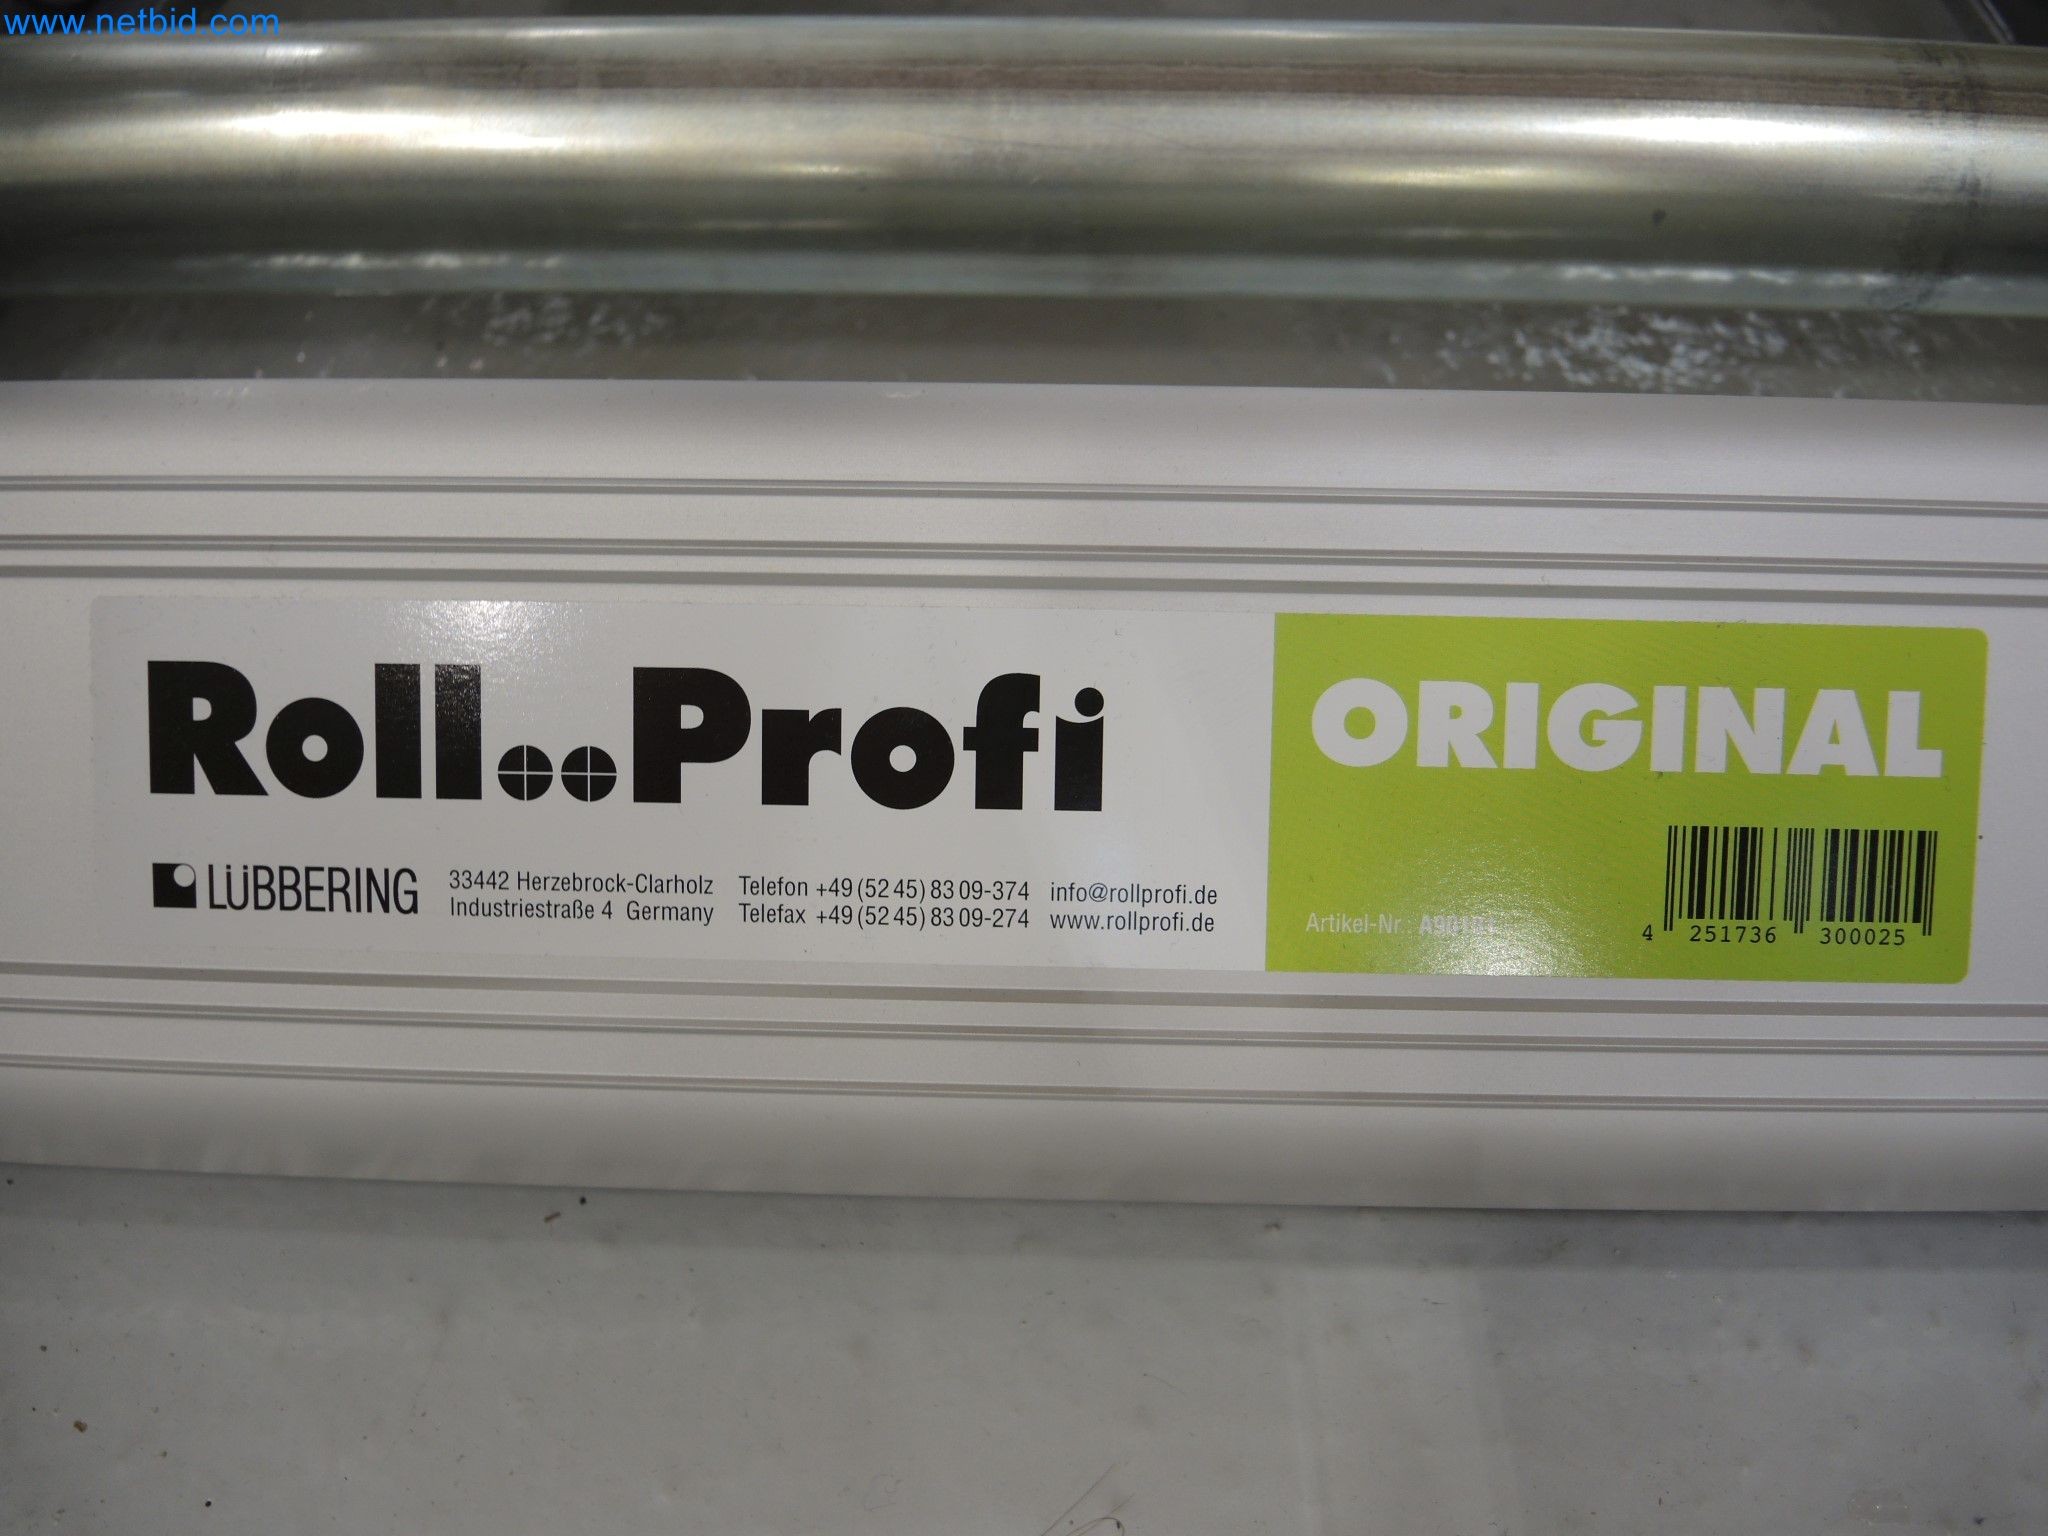 www.netbid.com
Roll..Profi
ORIGINAL
LÜBBERING
33442 Herzebrock-Clarholz
Industriestraße 4 Germany
Telefon +49 (52 45) 83 09-374
Telefax +49 (52 45) 83 09-274
info@rollprofi.de
www.rollprofi.de
Artikel-Nr.:
4 251736 300025